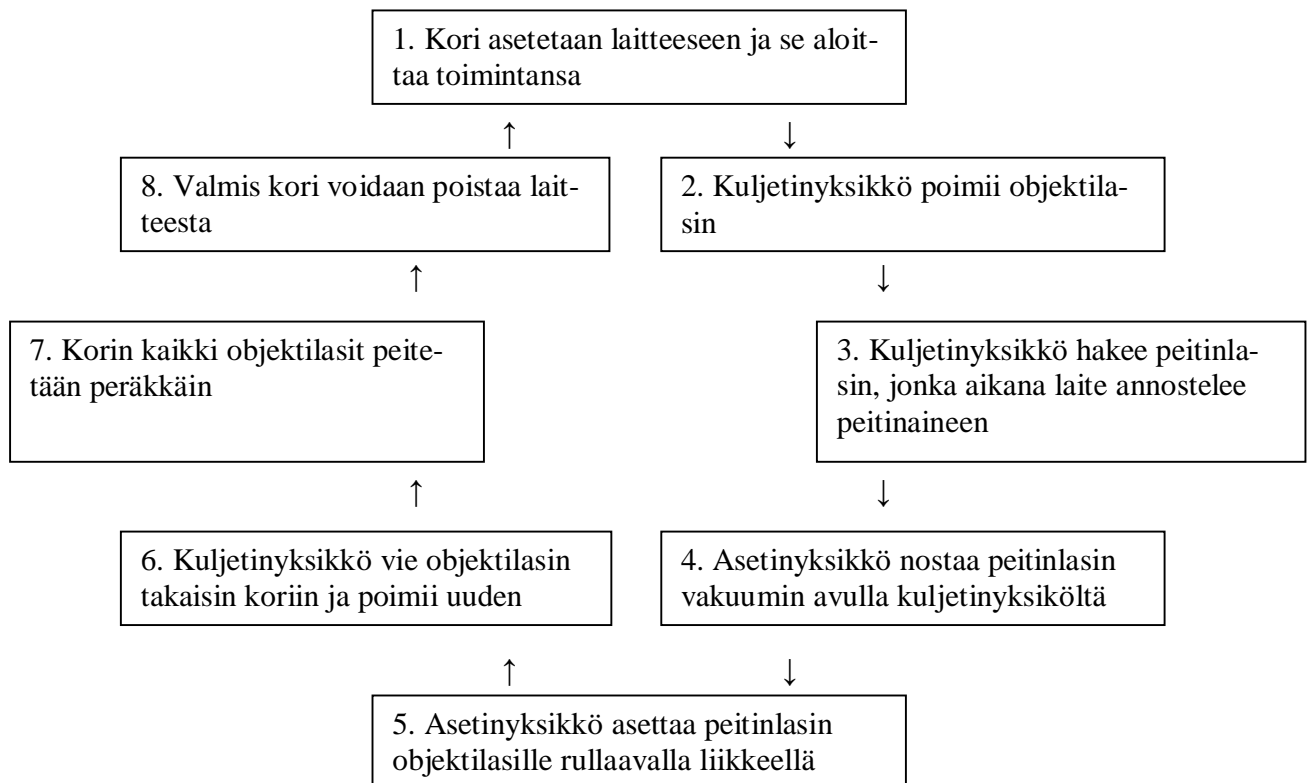 1. Kori asetetaan laitteeseen ja se aloit-
taa toimintansa
↑ ↓
8. Valmis kori voidaan poistaa lait-
teesta
2. Kuljetinyksikkö poimii objektila-
sin
↑ ↓
7. Korin kaikki objektilasit peite-
tään peräkkäin
3. Kuljetinyksikkö hakee peitinla-
sin, jonka aikana laite annostelee
peitinaineen
↑ ↓
6. Kuljetinyksikkö vie objektilasin
takaisin koriin ja poimii uuden
4. Asetinyksikkö nostaa peitinlasin
vakuumin avulla kuljetinyksiköltä
↑ ↓
5. Asetinyksikkö asettaa peitinlasin
objektilasille rullaavalla liikkeellä